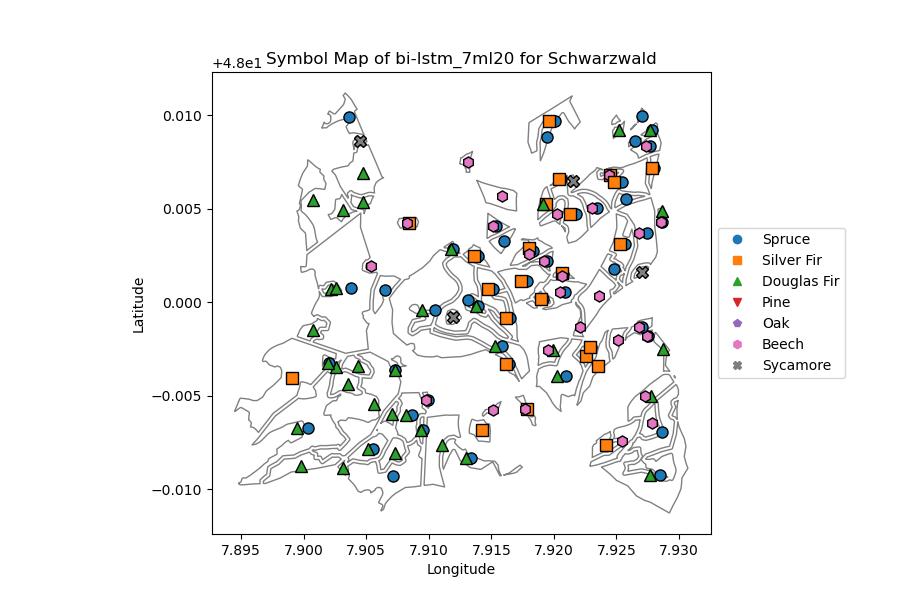 Symbol Map of bi-lstm_7ml20 for Schwarzwald
+4.8e1
0.010
0.005
0.000
−0.005
−0.010
Latitude
7.895 7.900 7.905 7.910 7.915 7.920 7.925 7.930
Longitude
Spruce
Silver Fir
Douglas Fir
Pine
Oak
Beech
Sycamore